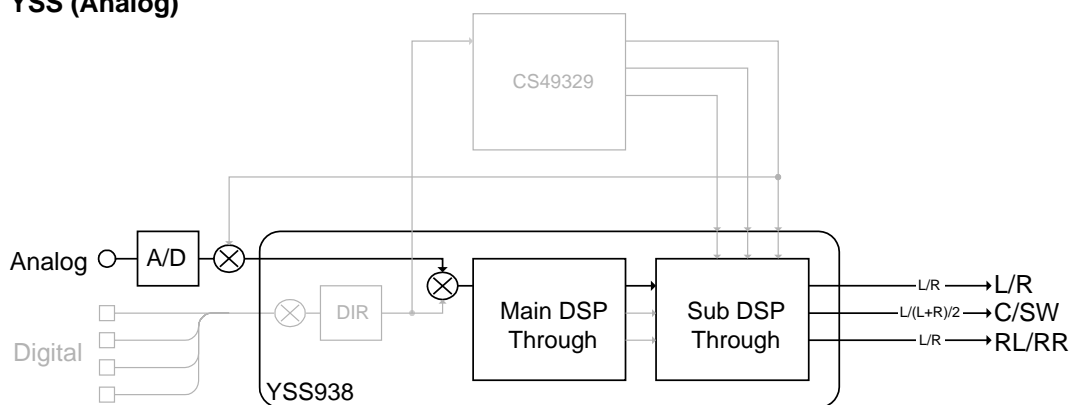 YSS (Analog)
CS49329
Analog
A/D
Digital
DIR
Main DSP
Through
Sub DSP
Through
YSS938
L/R
L/R
L/(L+R)/2
C/SW
L/R
RL/RR